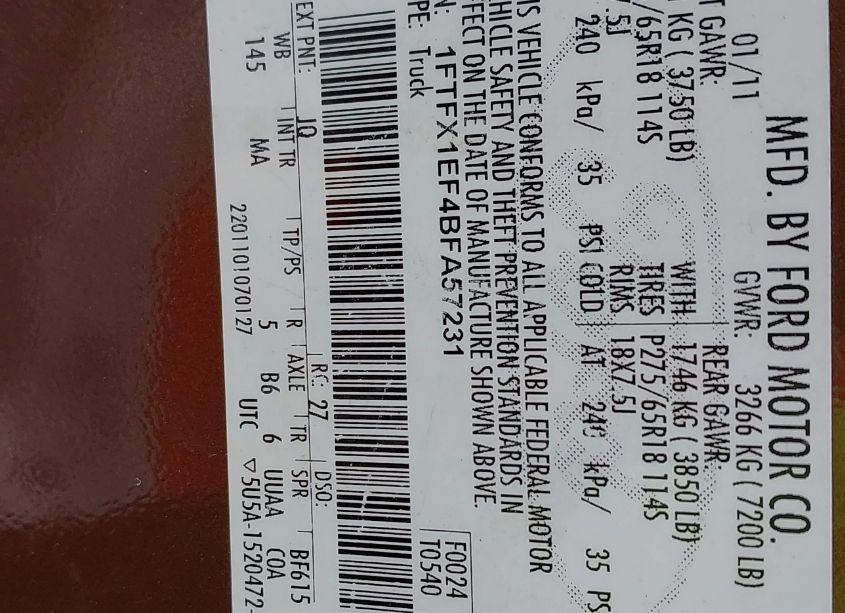 MFD. BY FORD MOTOR CO.
01/11 GVWR: 3266 KG ( 7200 LB)
T GAWR: REAR GAWR:
KG ( 3750 LB) WITH 1746 KG ( 3850 LB)
/65R18 114S TIRES P275/65R18 114S
.5J RIMS 18X7.5J
240 kPa/ 35 PSI COLD AT 240 kPa/ 35 PS
IS VEHICLE CONFORMS TO ALL APPLICABLE FEDERAL MOTOR
HICLE SAFETY AND THEFT PREVENTION STANDARDS IN
FECT ON THE DATE OF MANUFACTURE SHOWN ABOVE.
N: 1FTFX1EF4BFA57231 F0024
PE: Truck T0540
EXT PNT: JQ RC: 27 DSO:
WB INT TR TP/PS R AXLE TR SPR BF615
145 MA 5 B6 6 UUAA COA
2201101070127 UTC ▽5U5A-1520472-